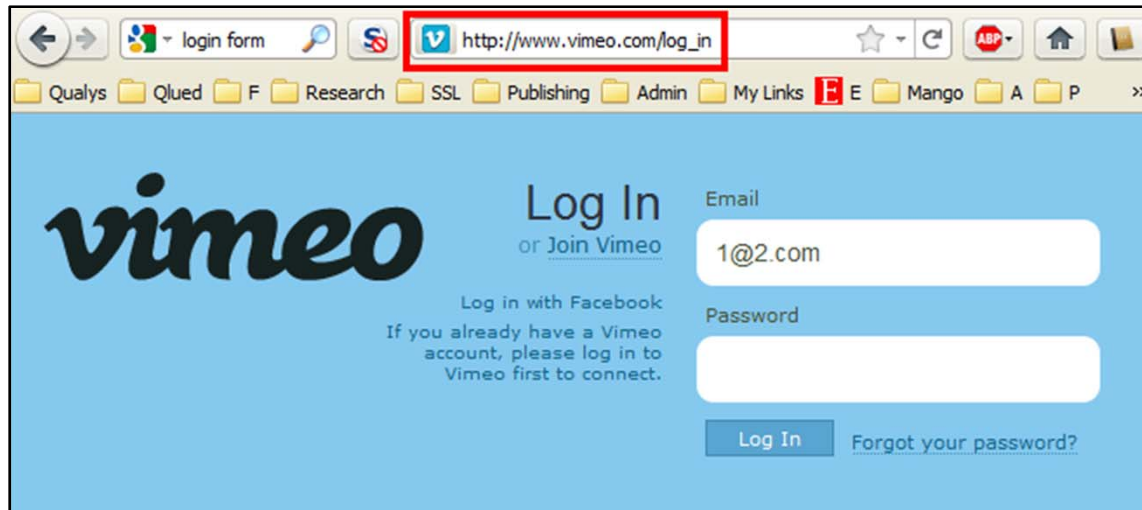 login form http://www.vimeo.com/log_in ABP
Qualys Qlued F Research SSL Publishing Admin My Links E E Mango A P »
vimeo
Log In
or Join Vimeo
Log in with Facebook
If you already have a Vimeo
account, please log in to
Vimeo first to connect.
Email
1@2.com
Password
Log In Forgot your password?